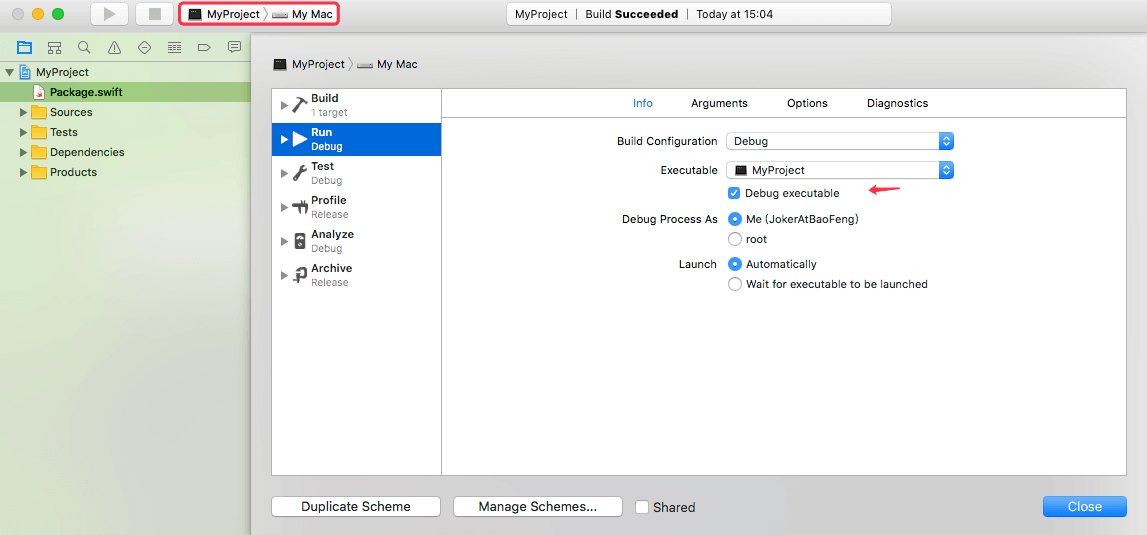 MyProject My Mac
MyProject | Build Succeeded | Today at 15:04
MyProject
Package.swift
Sources
Tests
Dependencies
Products
MyProject My Mac
Build
1 target
Run
Debug
Test
Debug
Profile
Release
Analyze
Debug
Archive
Release
Info Arguments Options Diagnostics
Build Configuration Debug
Executable MyProject
Debug executable
Debug Process As Me (JokerAtBaoFeng)
root
Launch Automatically
Wait for executable to be launched
Duplicate Scheme Manage Schemes... Shared Close